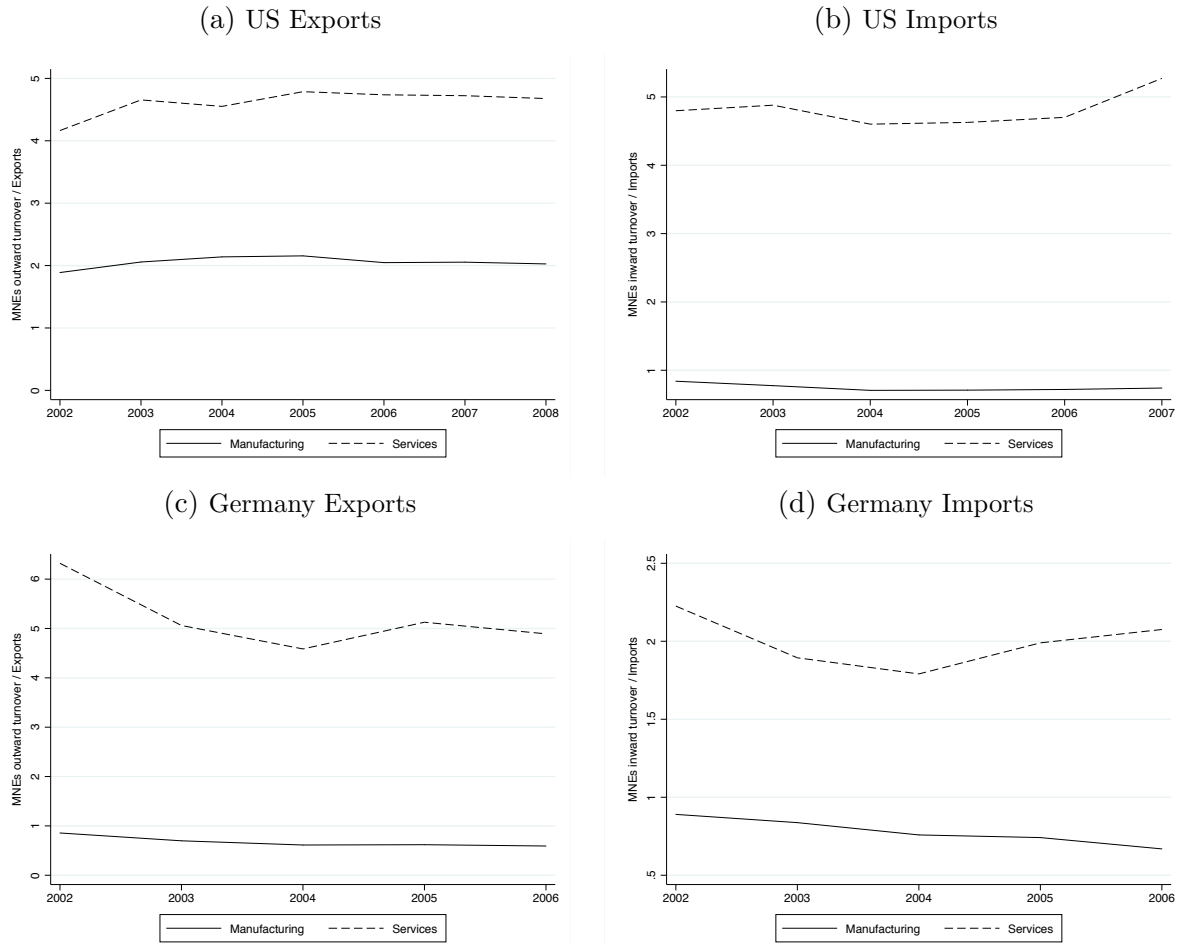 (a) US Exports
MNEs outward turnover / Exports
5
4
3
2
1
0
2002 2003 2004 2005 2006 2007 2008
Manufacturing Services
(b) US Imports
MNEs inward turnover / Imports
5
4
3
2
1
2002 2003 2004 2005 2006 2007
Manufacturing Services
(c) Germany Exports
MNEs outward turnover / Exports
6
5
4
3
2
1
0
2002 2003 2004 2005 2006
Manufacturing Services
(d) Germany Imports
MNEs inward turnover / Imports
2.5
2
1.5
1
.5
2002 2003 2004 2005 2006
Manufacturing Services